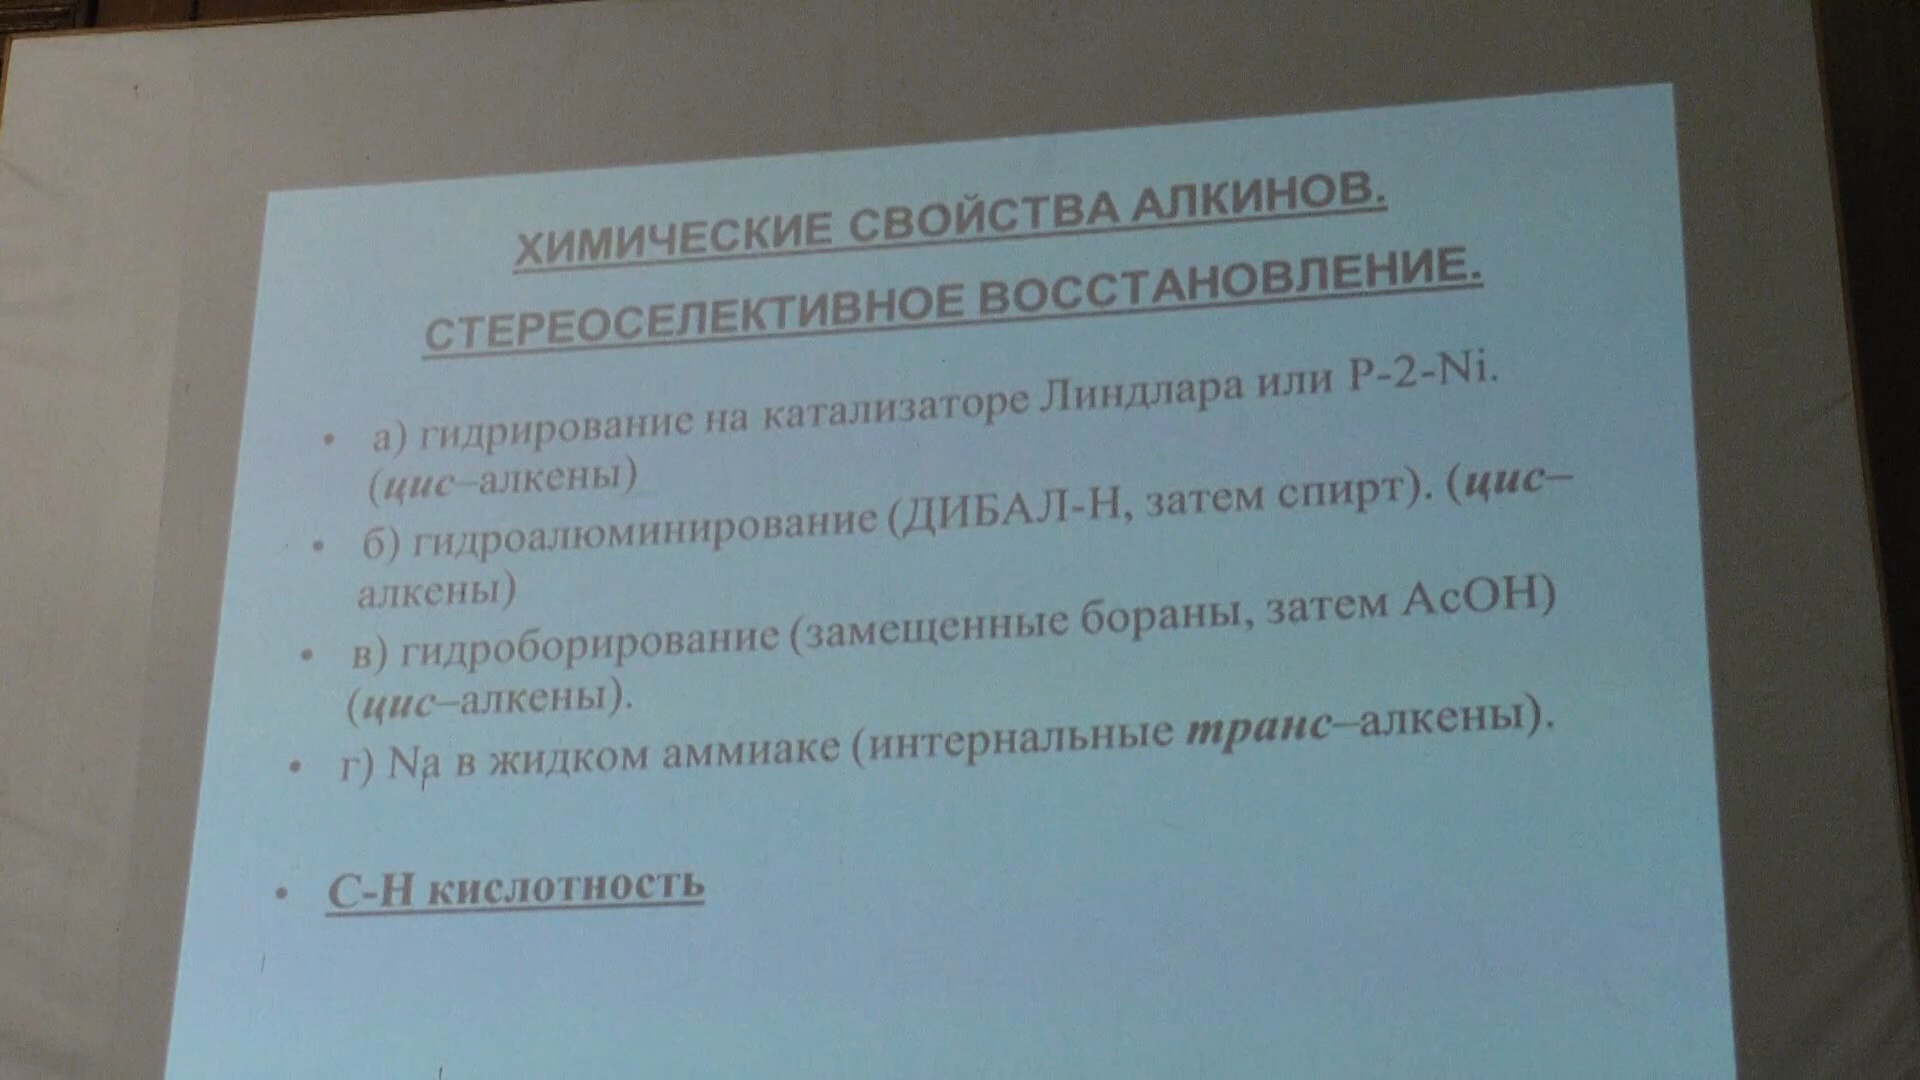 ХИМИЧЕСКИЕ СВОЙСТВА АЛКИНОВ.
СТЕРЕОСЕЛЕКТИВНОЕ ВОССТАНОВЛЕНИЕ.
• а) гидрирование на катализаторе Линдлара или P-2-Ni.
(цис–алкены)
• б) гидроалюминирование (ДИБАЛ-Н, затем спирт). (цис–
алкены)
• в) гидроборирование (замещенные бораны, затем AcOH)
(цис–алкены).
• г) Na в жидком аммиаке (интернальные транс–алкены).
• С-Н кислотность